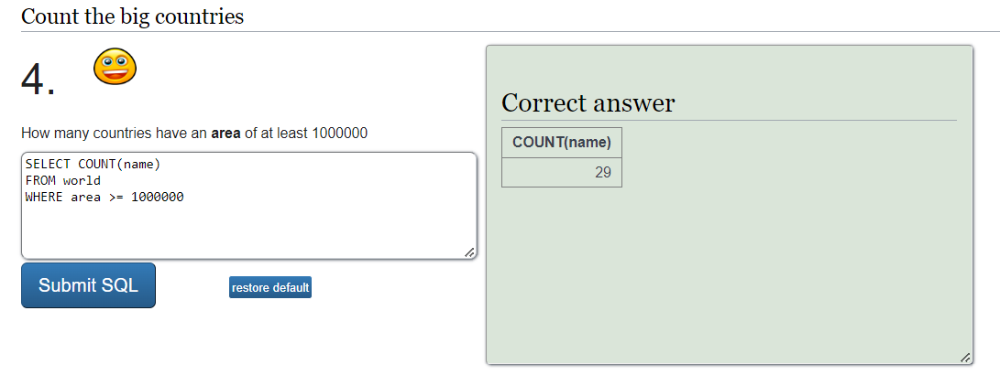 Count the big countries
4.
How many countries have an area of at least 1000000
SELECT COUNT(name)
FROM world
WHERE area >= 1000000
Submit SQL
restore default
Correct answer
COUNT(name)
29